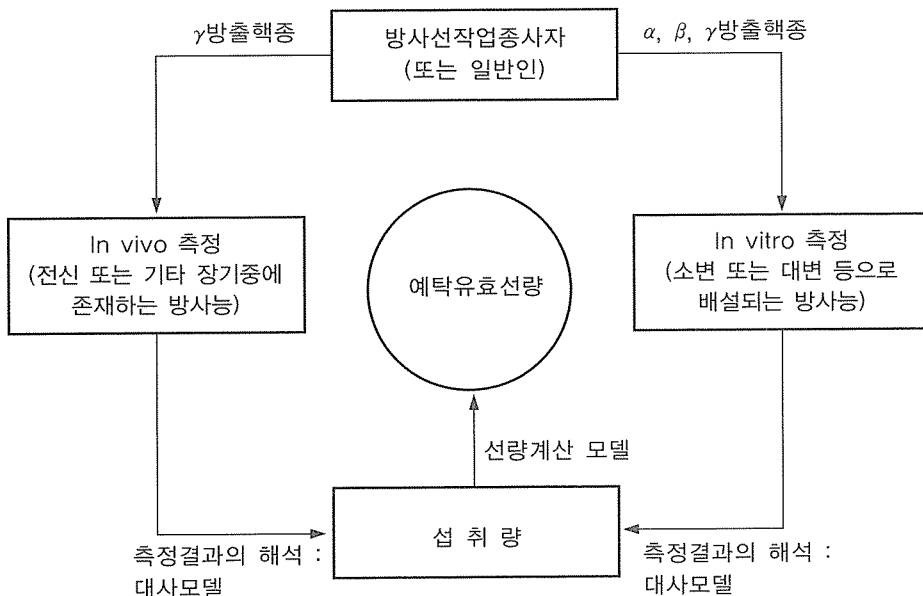 γ방출핵종
방사선작업종사자
(또는 일반인)
α, β, γ방출핵종
In vivo 측정
(전신 또는 기타 장기중에
존재하는 방사능)
예탁유효선량
In vitro 측정
(소변 또는 대변 등으로
배설되는 방사능)
선량계산 모델
섭 취 량
측정결과의 해석 :
대사모델
측정결과의 해석 :
대사모델